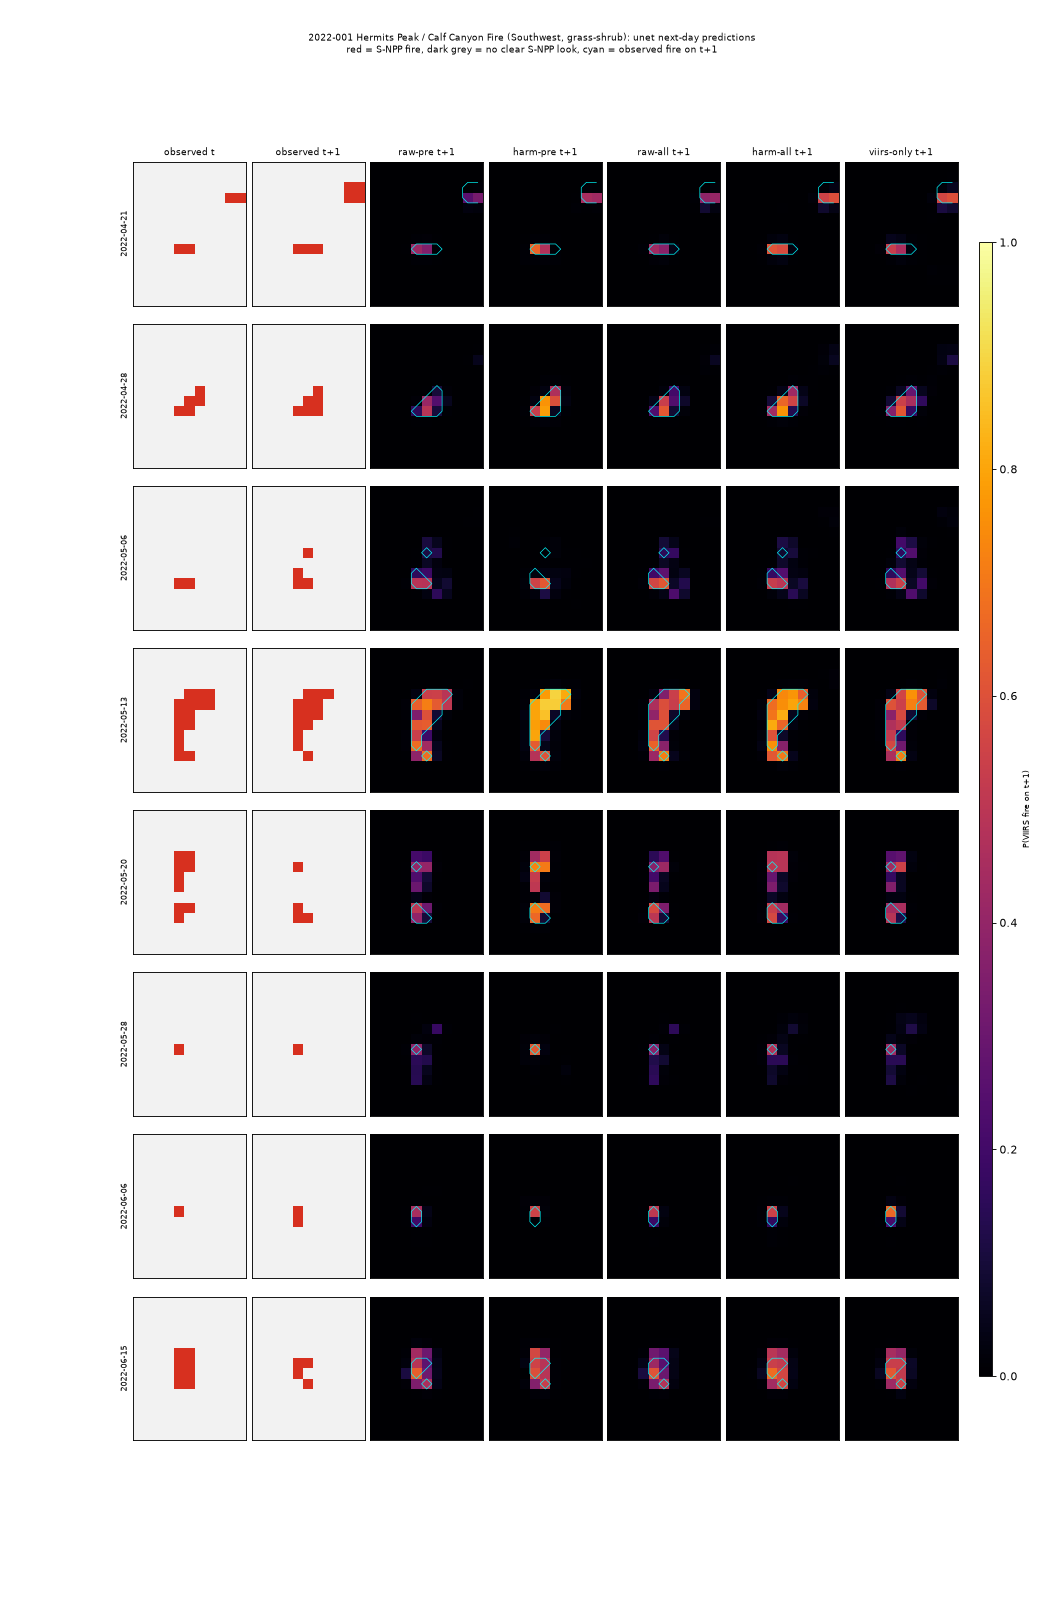 2022-001 Hermits Peak / Calf Canyon Fire (Southwest, grass-shrub): unet next-day predictions
red = S-NPP fire, dark grey = no clear S-NPP look, cyan = observed fire on t+1
observed t
observed t+1
raw-pre t+1
harm-pre t+1
raw-all t+1
harm-all t+1
viirs-only t+1
2022-04-21
2022-04-28
2022-05-06
2022-05-13
2022-05-20
2022-05-28
2022-06-06
2022-06-15
1.0
0.8
0.6
0.4
0.2
0.0
P(VIIRS fire on t+1)